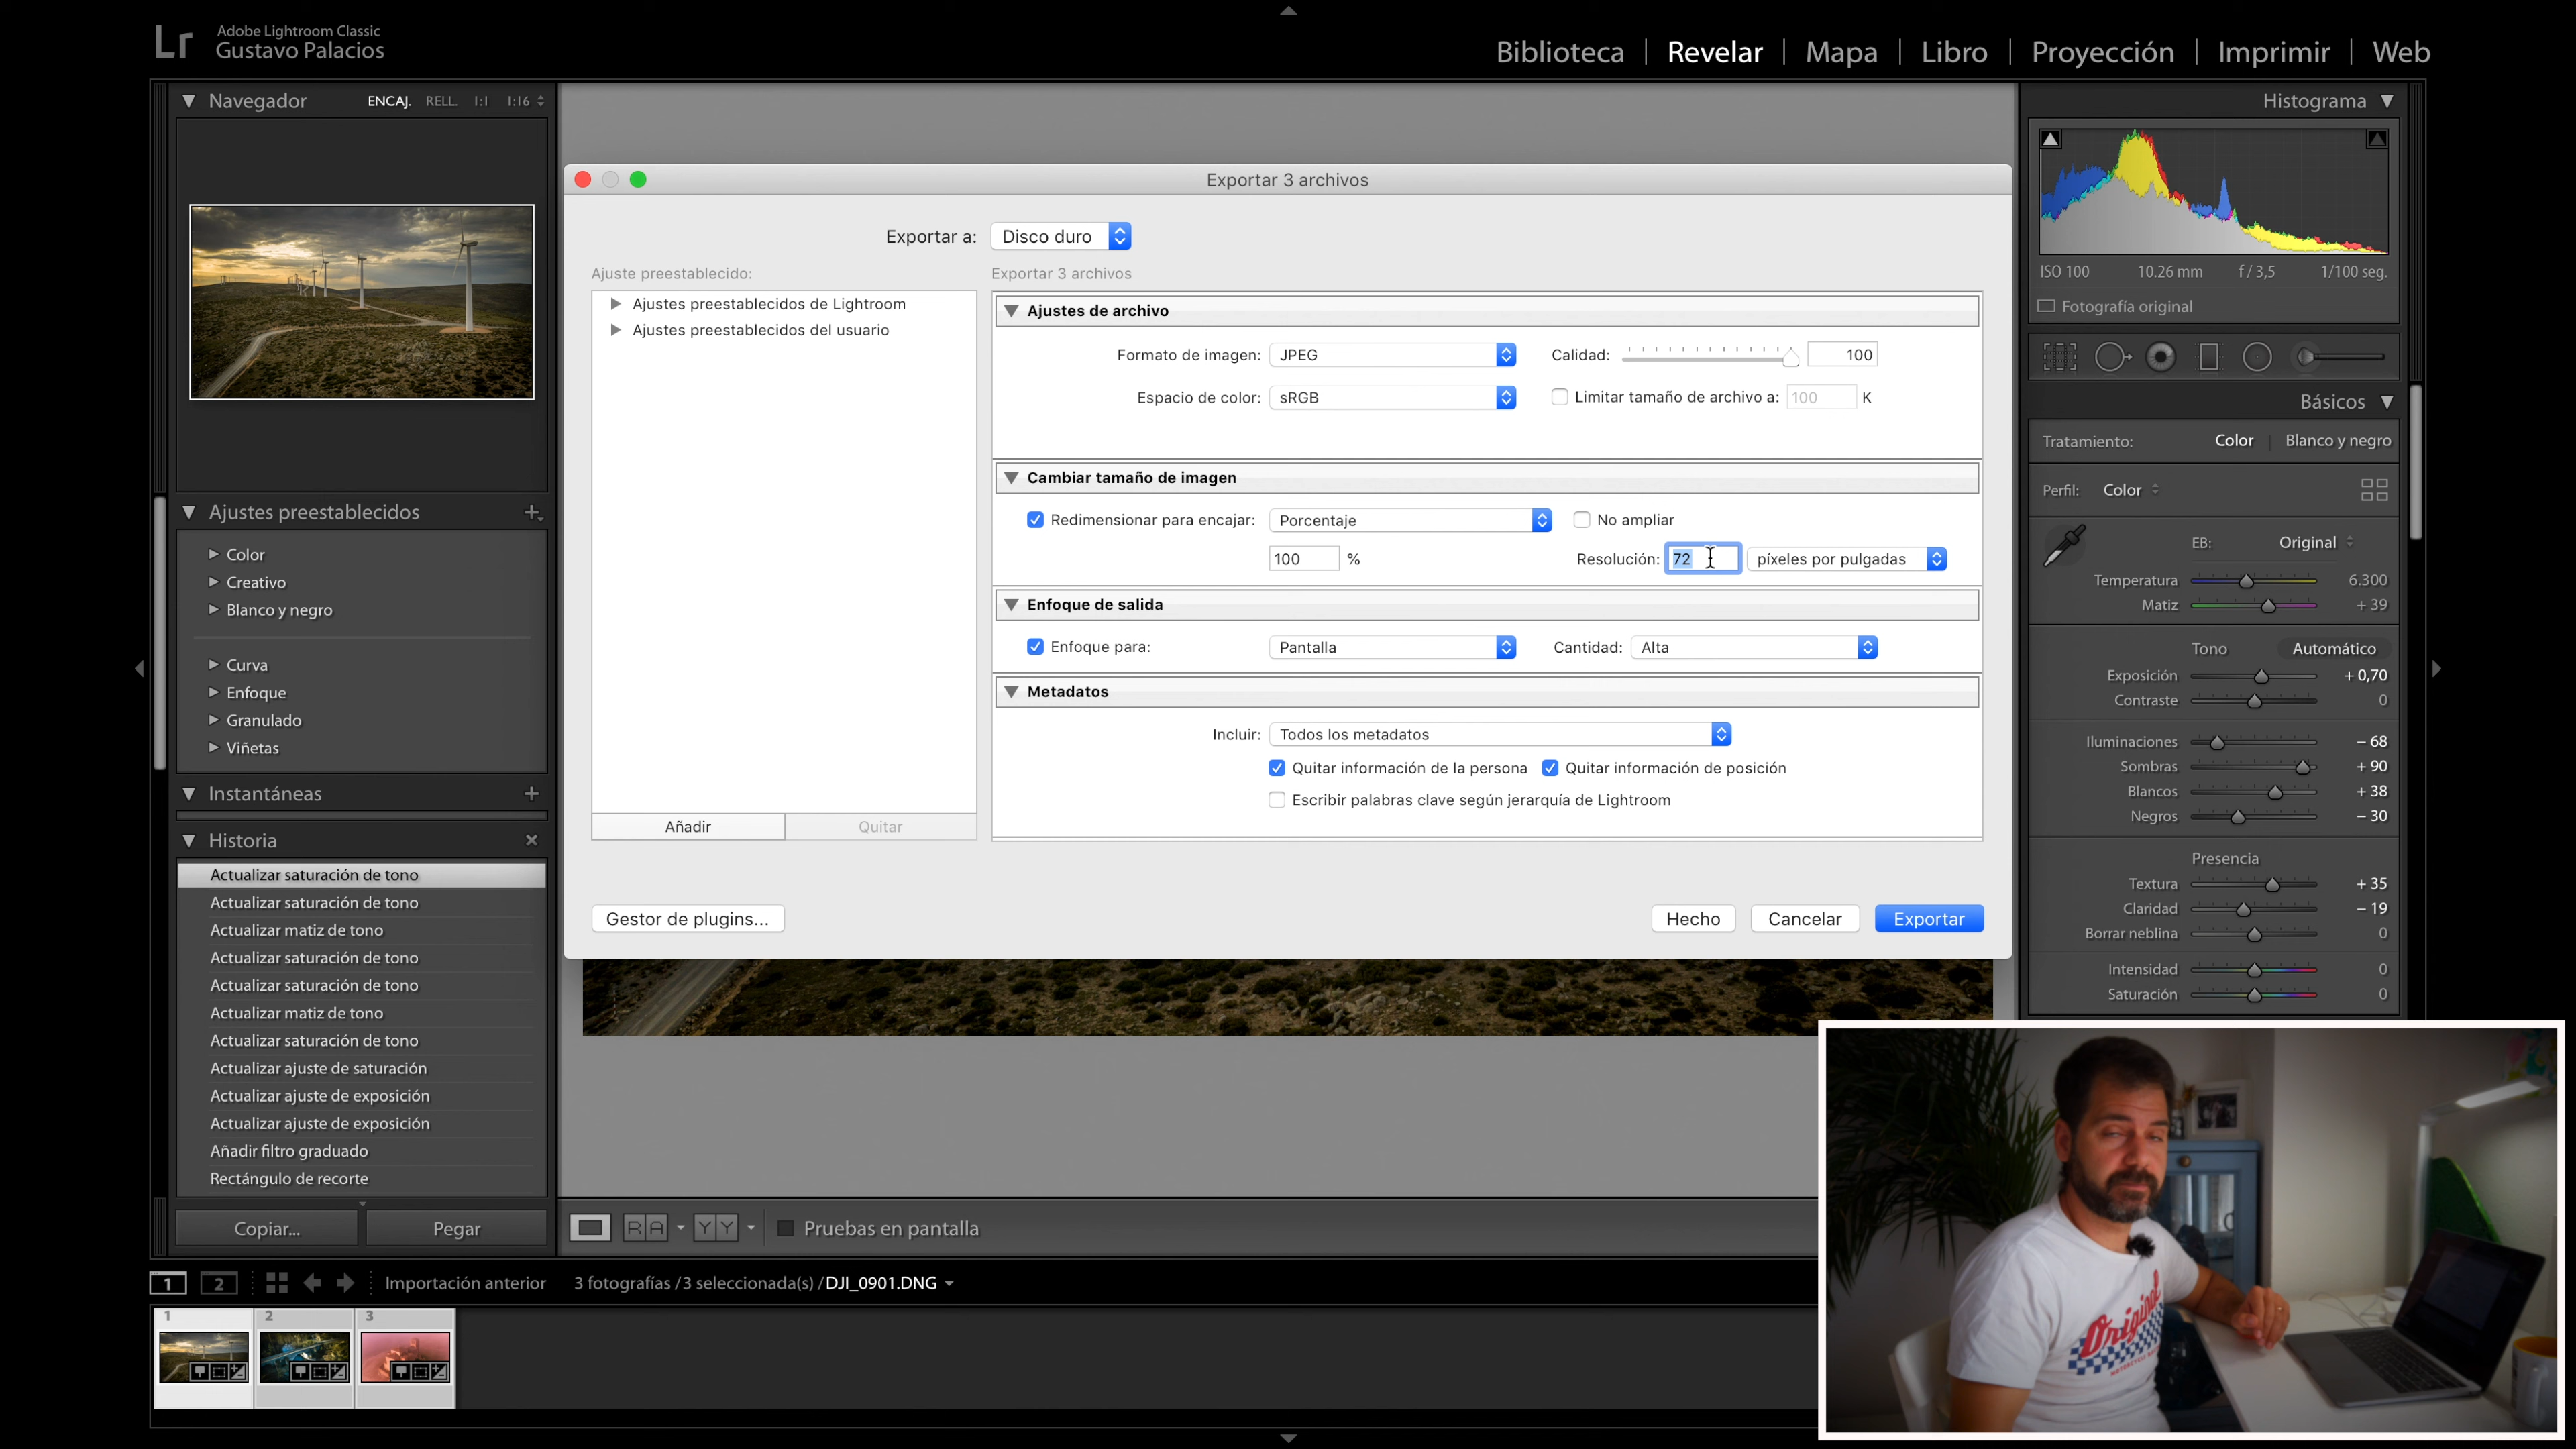 Lr Adobe Lightroom Classic
Gustavo Palacios
Biblioteca | Revelar | Mapa | Libro | Proyección | Imprimir | Web
Navegador ENCAJ. RELL. 1:1 1:16
Ajustes preestablecidos
Color
Creativo
Blanco y negro
Curva
Enfoque
Granulado
Viñetas
Instantáneas
Historia
Actualizar saturación de tono
Actualizar saturación de tono
Actualizar matiz de tono
Actualizar saturación de tono
Actualizar saturación de tono
Actualizar matiz de tono
Actualizar saturación de tono
Actualizar ajuste de saturación
Actualizar ajuste de exposición
Actualizar ajuste de exposición
Añadir filtro graduado
Rectángulo de recorte
Copiar... Pegar
Exportar 3 archivos
Exportar a: Disco duro
Ajuste preestablecido:
Ajustes preestablecidos de Lightroom
Ajustes preestablecidos del usuario
Añadir Quitar
Exportar 3 archivos
Ajustes de archivo
Formato de imagen: JPEG Calidad: 100
Espacio de color: sRGB Limitar tamaño de archivo a: 100 K
Cambiar tamaño de imagen
Redimensionar para encajar: Porcentaje No ampliar
100 % Resolución: 72 píxeles por pulgadas
Enfoque de salida
Enfoque para: Pantalla Cantidad: Alta
Metadatos
Incluir: Todos los metadatos
Quitar información de la persona Quitar información de posición
Escribir palabras clave según jerarquía de Lightroom
Gestor de plugins... Hecho Cancelar Exportar
Histograma
ISO 100 10.26 mm f / 3,5 1/100 seg.
Fotografía original
Básicos
Tratamiento: Color Blanco y negro
Perfil: Color
EB: Original
Temperatura 6.300
Matiz + 39
Tono Automático
Exposición + 0,70
Contraste 0
Iluminaciones – 68
Sombras + 90
Blancos + 38
Negros – 30
Presencia
Textura + 35
Claridad – 19
Borrar neblina 0
Intensidad 0
Saturación 0
R A Y Y Pruebas en pantalla
1 2 Importación anterior 3 fotografías /3 seleccionada(s) /DJI_0901.DNG
1 2 3
Original